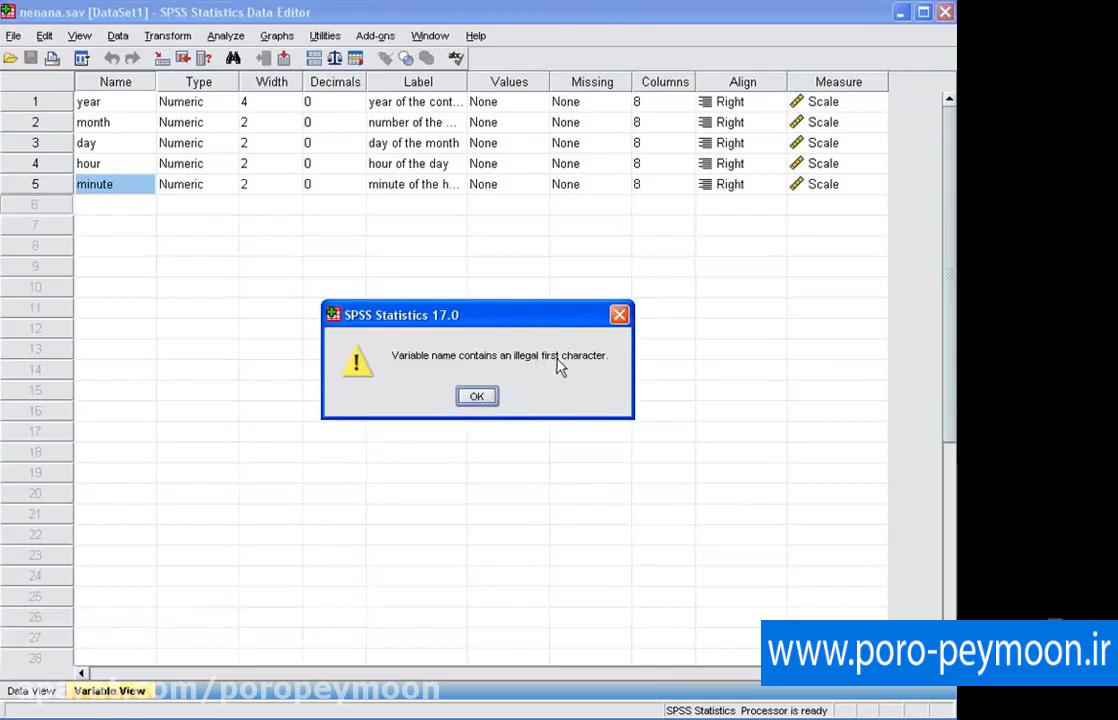 nenana.sav [DataSet1] - SPSS Statistics Data Editor
File Edit View Data Transform Analyze Graphs Utilities Add-ons Window Help
Name Type Width Decimals Label Values Missing Columns Align Measure
1 year Numeric 4 0 year of the cont... None None 8 Right Scale
2 month Numeric 2 0 number of the ... None None 8 Right Scale
3 day Numeric 2 0 day of the month None None 8 Right Scale
4 hour Numeric 2 0 hour of the day None None 8 Right Scale
5 minute Numeric 2 0 minute of the h... None None 8 Right Scale
6
7
8
9
10
11
12
13
14
15
16
17
18
19
20
21
22
23
24
25
26
27
28
SPSS Statistics 17.0
Variable name contains an illegal first character.
OK
www.poro-peymoon.ir
Data View Variable View
/poropeymoon
SPSS Statistics Processor is ready